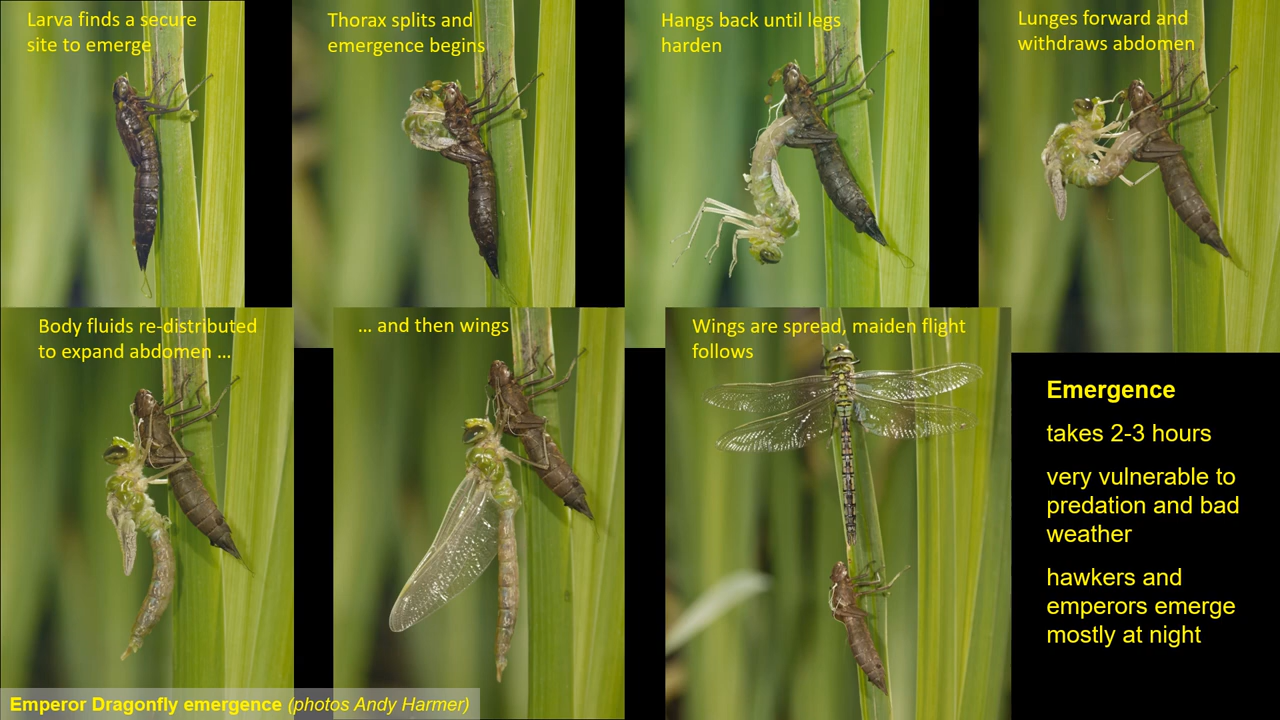 Larva finds a secure
site to emerge
Thorax splits and
emergence begins
Hangs back until legs
harden
Lunges forward and
withdraws abdomen
Body fluids re-distributed
to expand abdomen ...
... and then wings
Wings are spread, maiden flight
follows
Emergence
takes 2-3 hours
very vulnerable to
predation and bad
weather
hawkers and
emperors emerge
mostly at night
Emperor Dragonfly emergence (photos Andy Harmer)